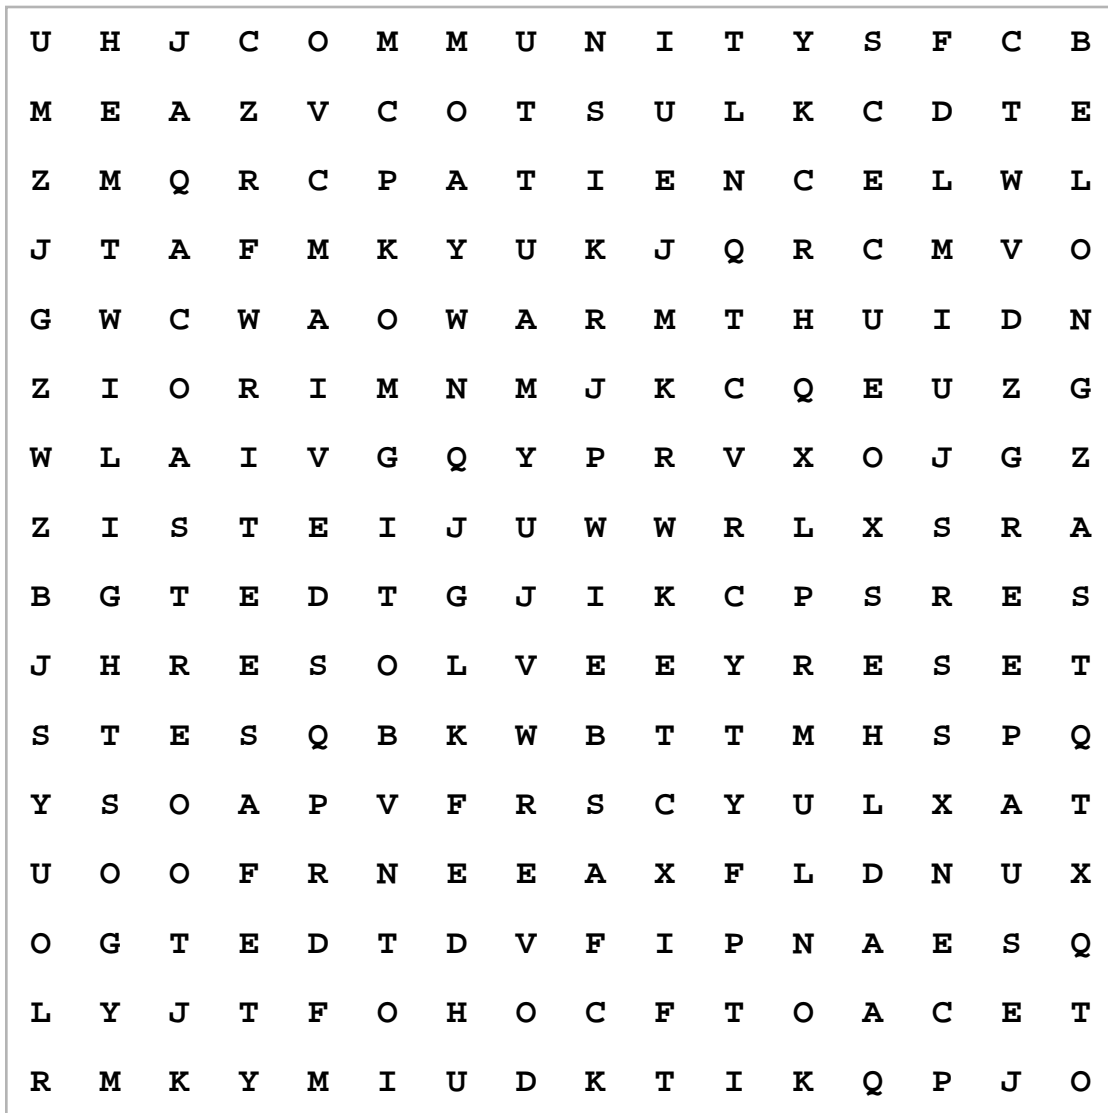 U H J C O M M U N I T Y S F C B
M E A Z V C O T S U L K C D T E
Z M Q R C P A T I E N C E L W L
J T A F M K Y U K J Q R C M V O
G W C W A O W A R M T H U I D N
Z I O R I M N M J K C Q E U Z G
W L A I V G Q Y P R V X O J G Z
Z I S T E I J U W W R L X S R A
B G T E D T G J I K C P S R E S
J H R E S O L V E E Y R E S E T
S T E S Q B K W B T T M H S P Q
Y S O A P V F R S C Y U L X A T
U O O F R N E E A X F L D N U X
O G T E D T D V F I P N A E S Q
L Y J T F O H O C F T O A C E T
R M K Y M I U D K T I K Q P J O